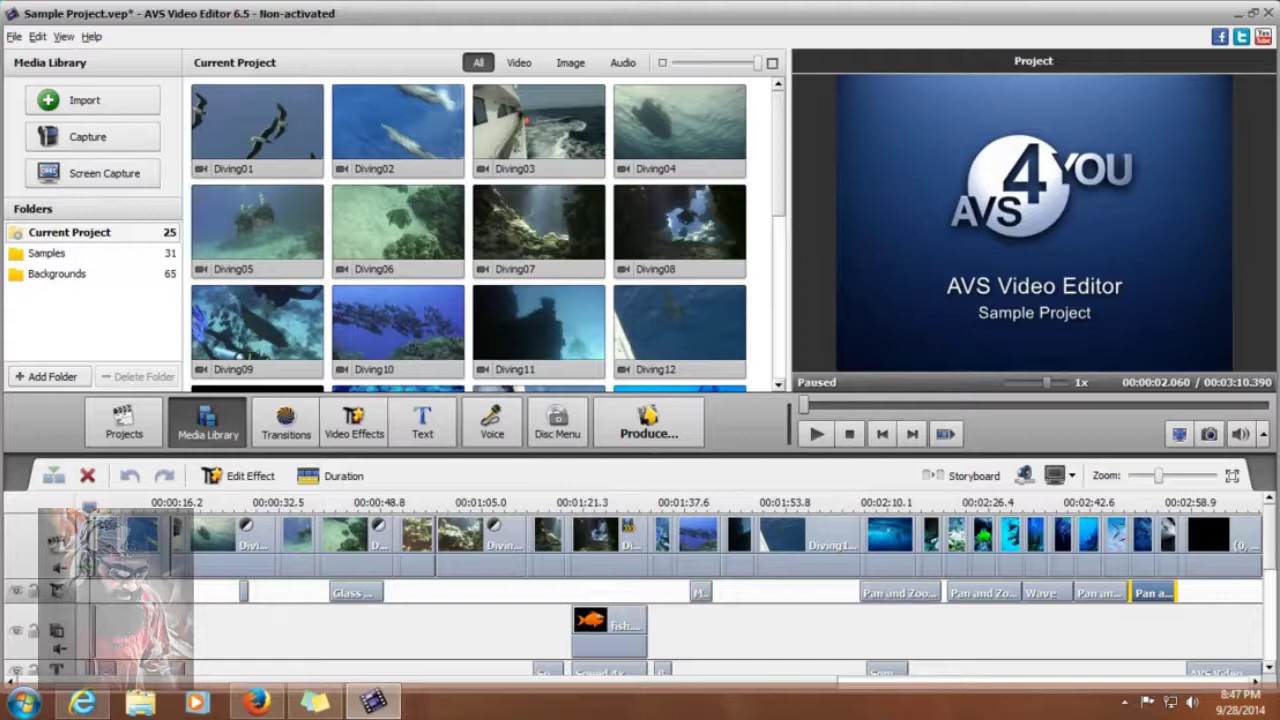 Sample Project.vep* - AVS Video Editor 6.5 - Non-activated
File Edit View Help
Media Library
Current Project
All Video Image Audio
Project
Import
Capture
Screen Capture
Diving01 Diving02 Diving03 Diving04
Folders
Current Project 25
Samples 31
Backgrounds 65
Diving05 Diving06 Diving07 Diving08
AVS4YOU
AVS Video Editor
Sample Project
Diving09 Diving10 Diving11 Diving12
+ Add Folder
− Delete Folder
Paused
1x
00:00:02.060 / 00:03:10.390
Projects Media Library Transitions Video Effects Text Voice Disc Menu Produce...
Edit Effect
Duration
Storyboard
Zoom:
00:00:16.2 00:00:32.5 00:00:48.8 00:01:05.0 00:01:21.3 00:01:37.6 00:01:53.8 00:02:10.1 00:02:26.4 00:02:42.6 00:02:58.9
Divi... D... Divin... Di... Diving1... (0,
Glass ... M... Pan and Zoo... Pan and Zo... Wave Pan an... Pan a...
fish....
AVS Video
8:47 PM
9/28/2014